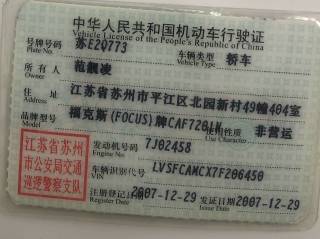 中华人民共和国机动车行驶证
Vehicle License of the People's Republic of China
号牌号码 苏E20773 车辆类型 轿车
Plate No. Vehicle Type
所有人 范靓凌
Owner
住址 江苏省苏州市平江区北园新村49幢404室
Address
品牌型号 福克斯(FOCUS)牌CAF7201N 使用性质 非营运
Model Use Character
江苏省苏州
市公安局交通
巡逻警察支队
发动机号码 7J02458
Engine No.
车辆识别代号 LVSFCAMCX7F206450
VIN
注册登记日期 2007-12-29 发证日期 2007-12-29
Issue Date